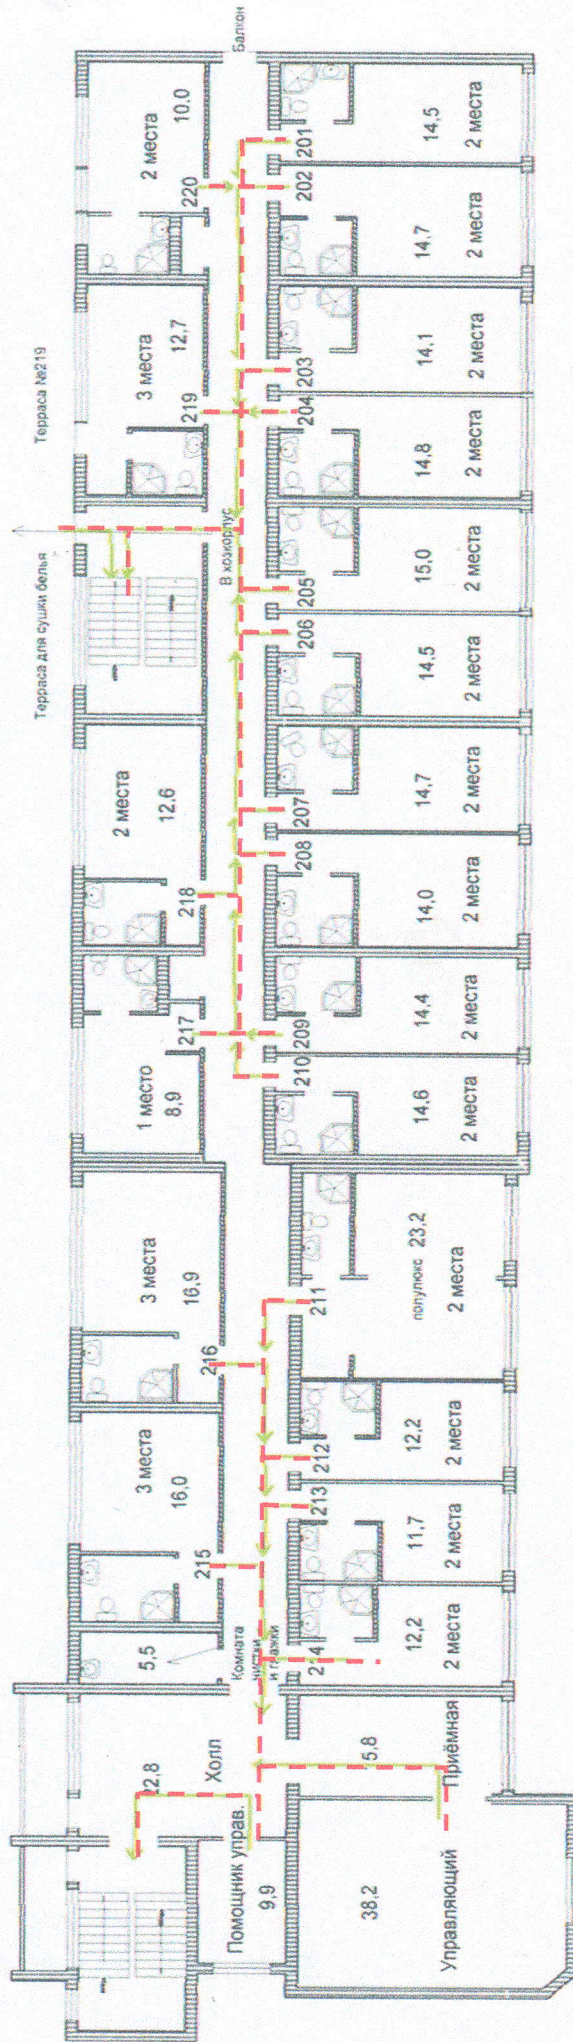 Балкон
2 места
10.0
220
201
202
14,5
2 места
14,7
2 места
Терраса №219
3 места
12,7
219
203
204
14,1
2 места
14,8
2 места
Терраса для сушки белья
В хозкорпус
205
206
15,0
2 места
14,5
2 места
2 места
12.6
218
207
208
14,7
2 места
14,0
2 места
1 место
8,9
217
209
210
14,4
2 места
14,6
2 места
3 места
16,9
216
211
полулюкс 23,2
2 места
3 места
16,0
215
212
213
12,2
2 места
11,7
2 места
5,5
Комната
чистки
и глажки
214
12,2
2 места
22,8
Холл
5,8
Приёмная
Помощник управ.
9,9
38,2
Управляющий